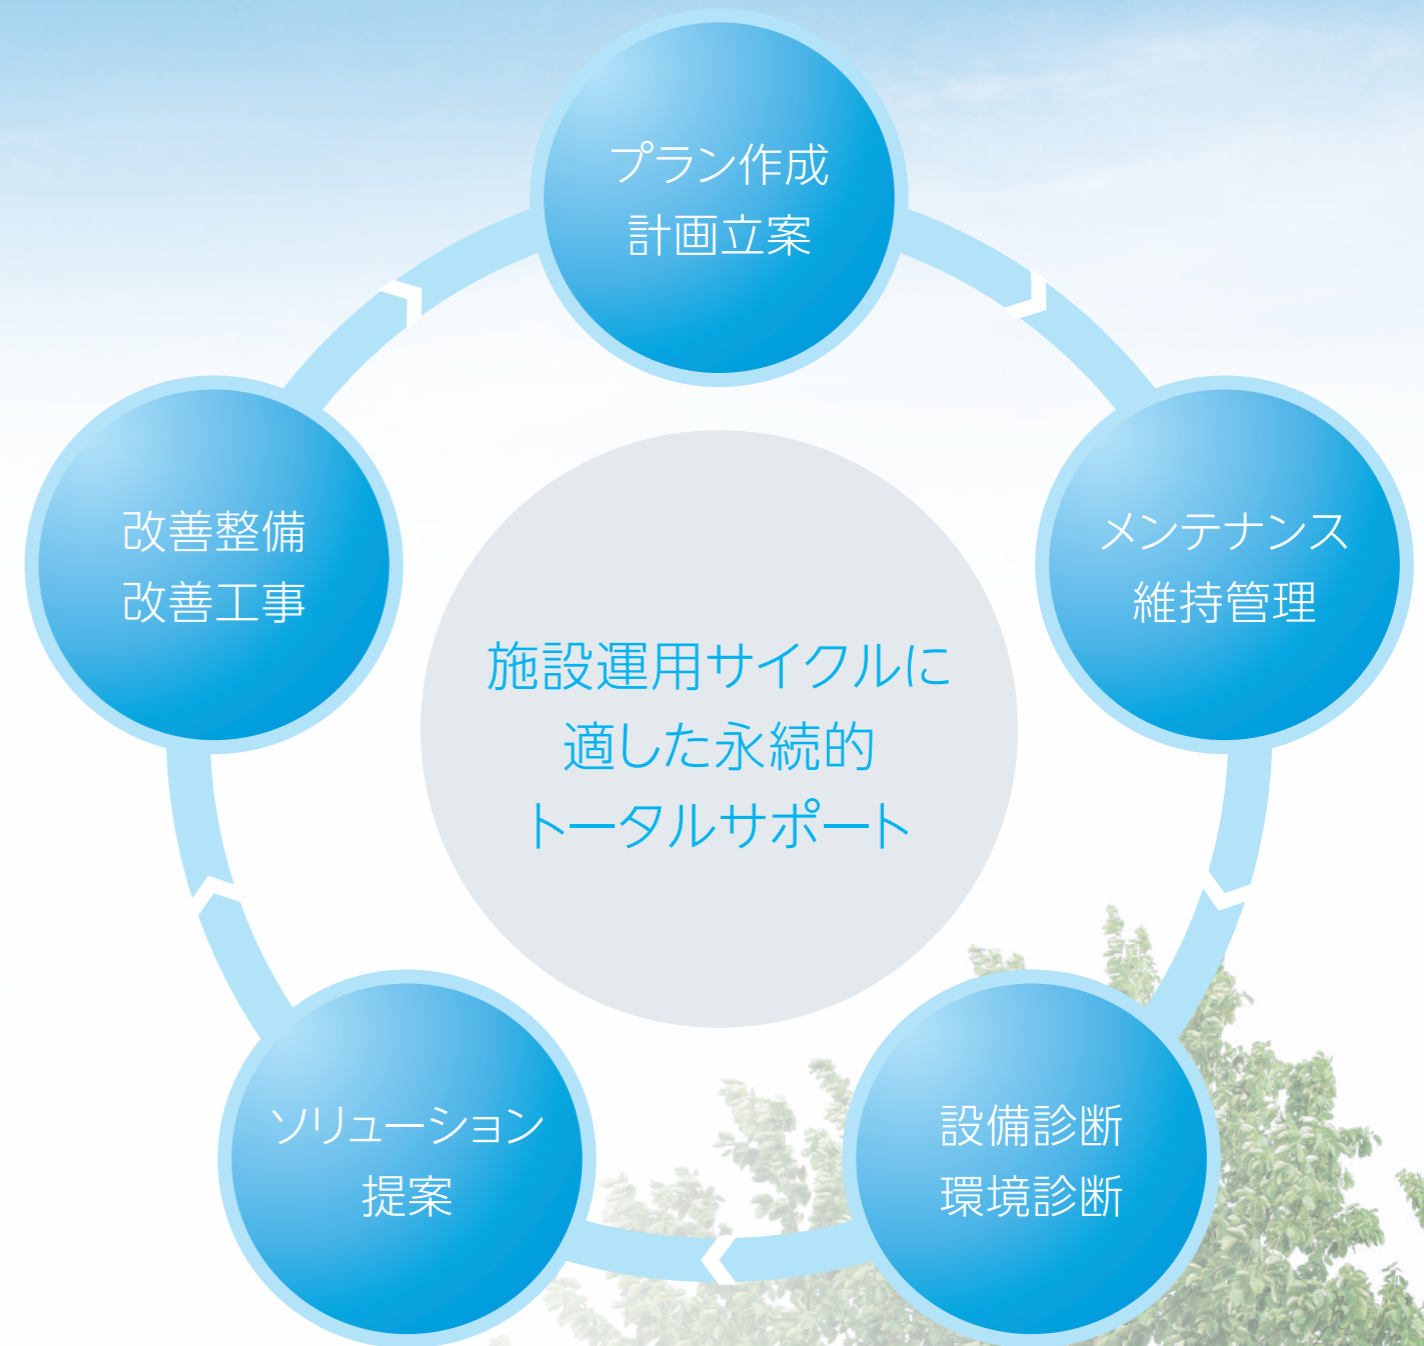 プラン作成
計画立案
メンテナンス
維持管理
設備診断
環境診断
ソリューション
提案
改善整備
改善工事
施設運用サイクルに
適した永続的
トータルサポート